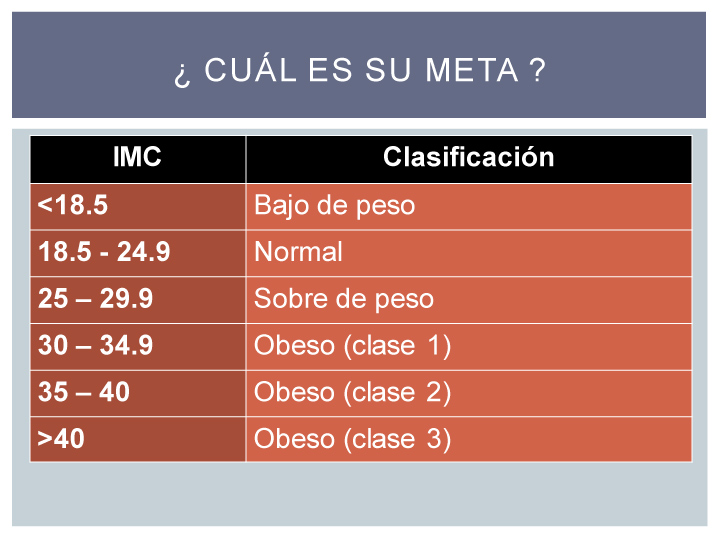 ¿ CUÁL ES SU META ?
IMC Clasificación
<18.5 Bajo de peso
18.5 - 24.9 Normal
25 – 29.9 Sobre de peso
30 – 34.9 Obeso (clase 1)
35 – 40 Obeso (clase 2)
>40 Obeso (clase 3)